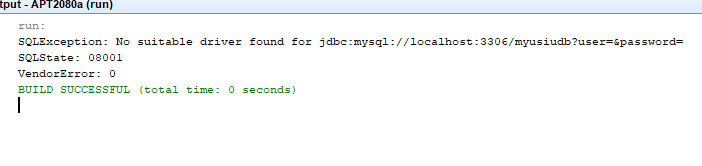 tput - APT2080a (run)
run:
SQLException: No suitable driver found for jdbc:mysql://localhost:3306/myusiudb?user=&password=
SQLState: 08001
VendorError: 0
BUILD SUCCESSFUL (total time: 0 seconds)